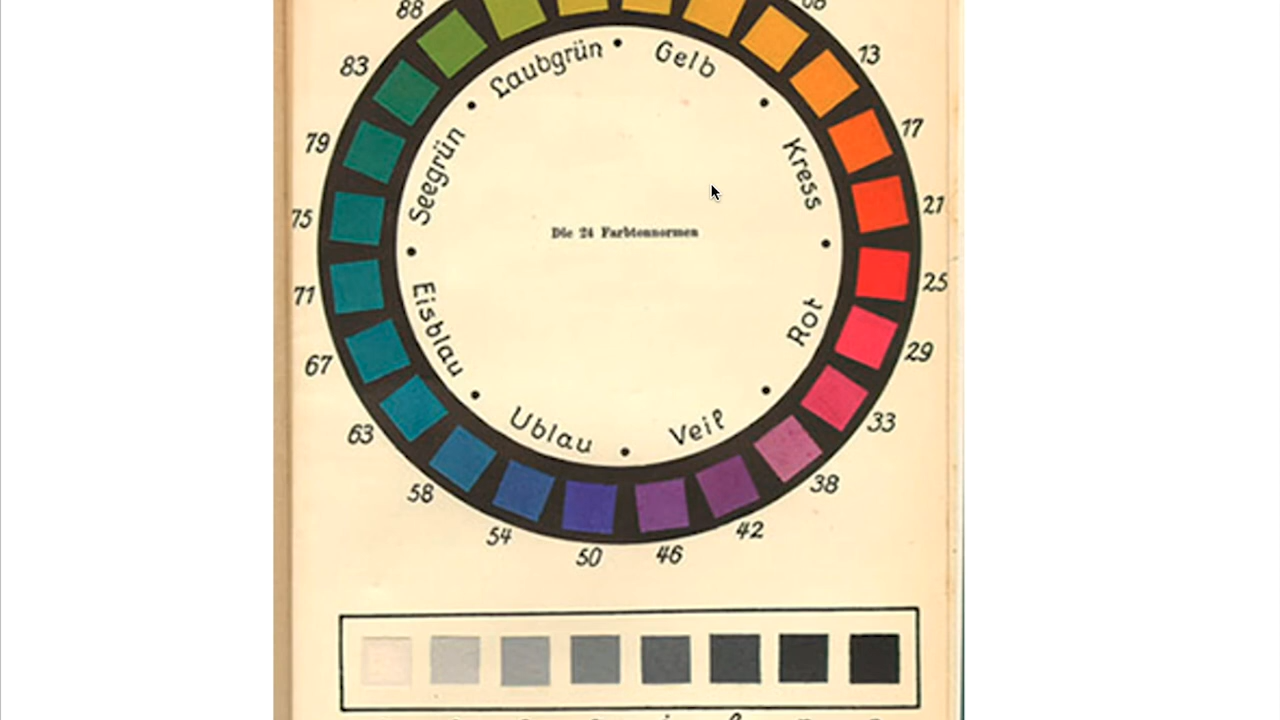 88
83
13
79
17
75
21
71
25
67
29
63
33
58
38
54
42
50
46
Laubgrün
Gelb
Seegrün
Kress
Eisblau
Rot
Ublau
Veil
Die 24 Farbtonnormen